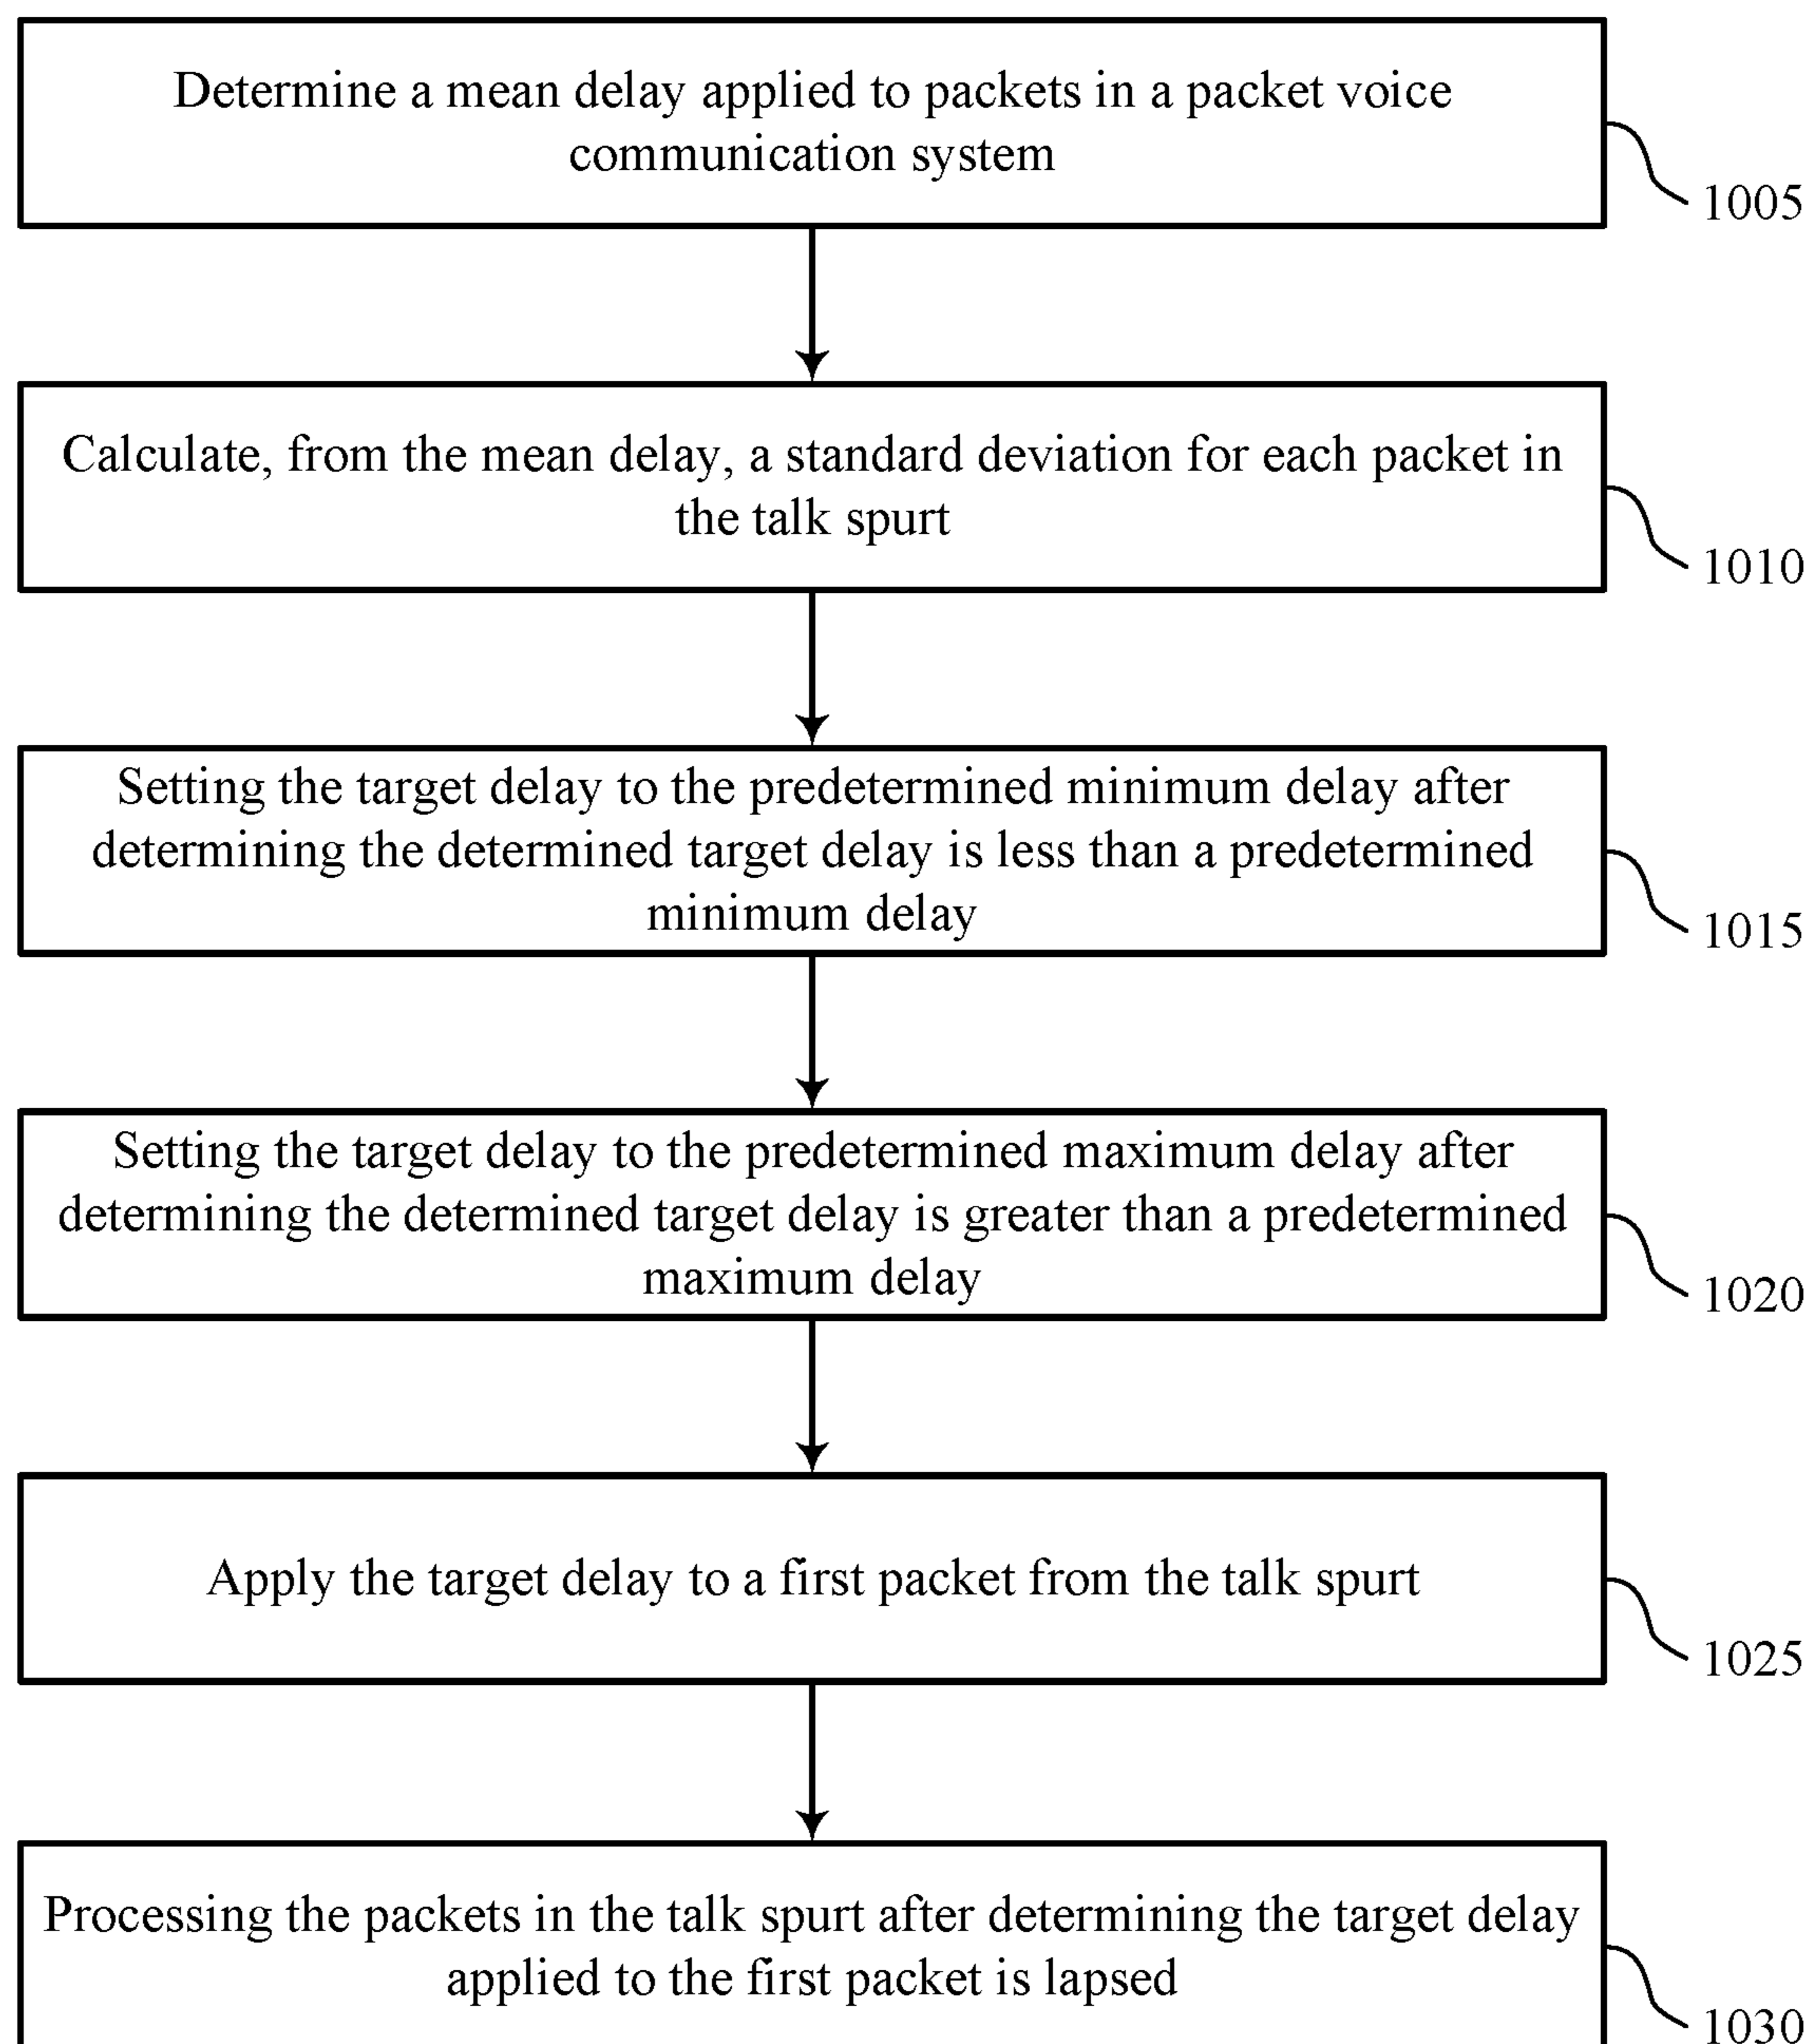 Determine a mean delay applied to packets in a packet voice
communication system
1005
Calculate, from the mean delay, a standard deviation for each packet in
the talk spurt
1010
Setting the target delay to the predetermined minimum delay after
determining the determined target delay is less than a predetermined
minimum delay
1015
Setting the target delay to the predetermined maximum delay after
determining the determined target delay is greater than a predetermined
maximum delay
1020
Apply the target delay to a first packet from the talk spurt
1025
Processing the packets in the talk spurt after determining the target delay
applied to the first packet is lapsed
1030